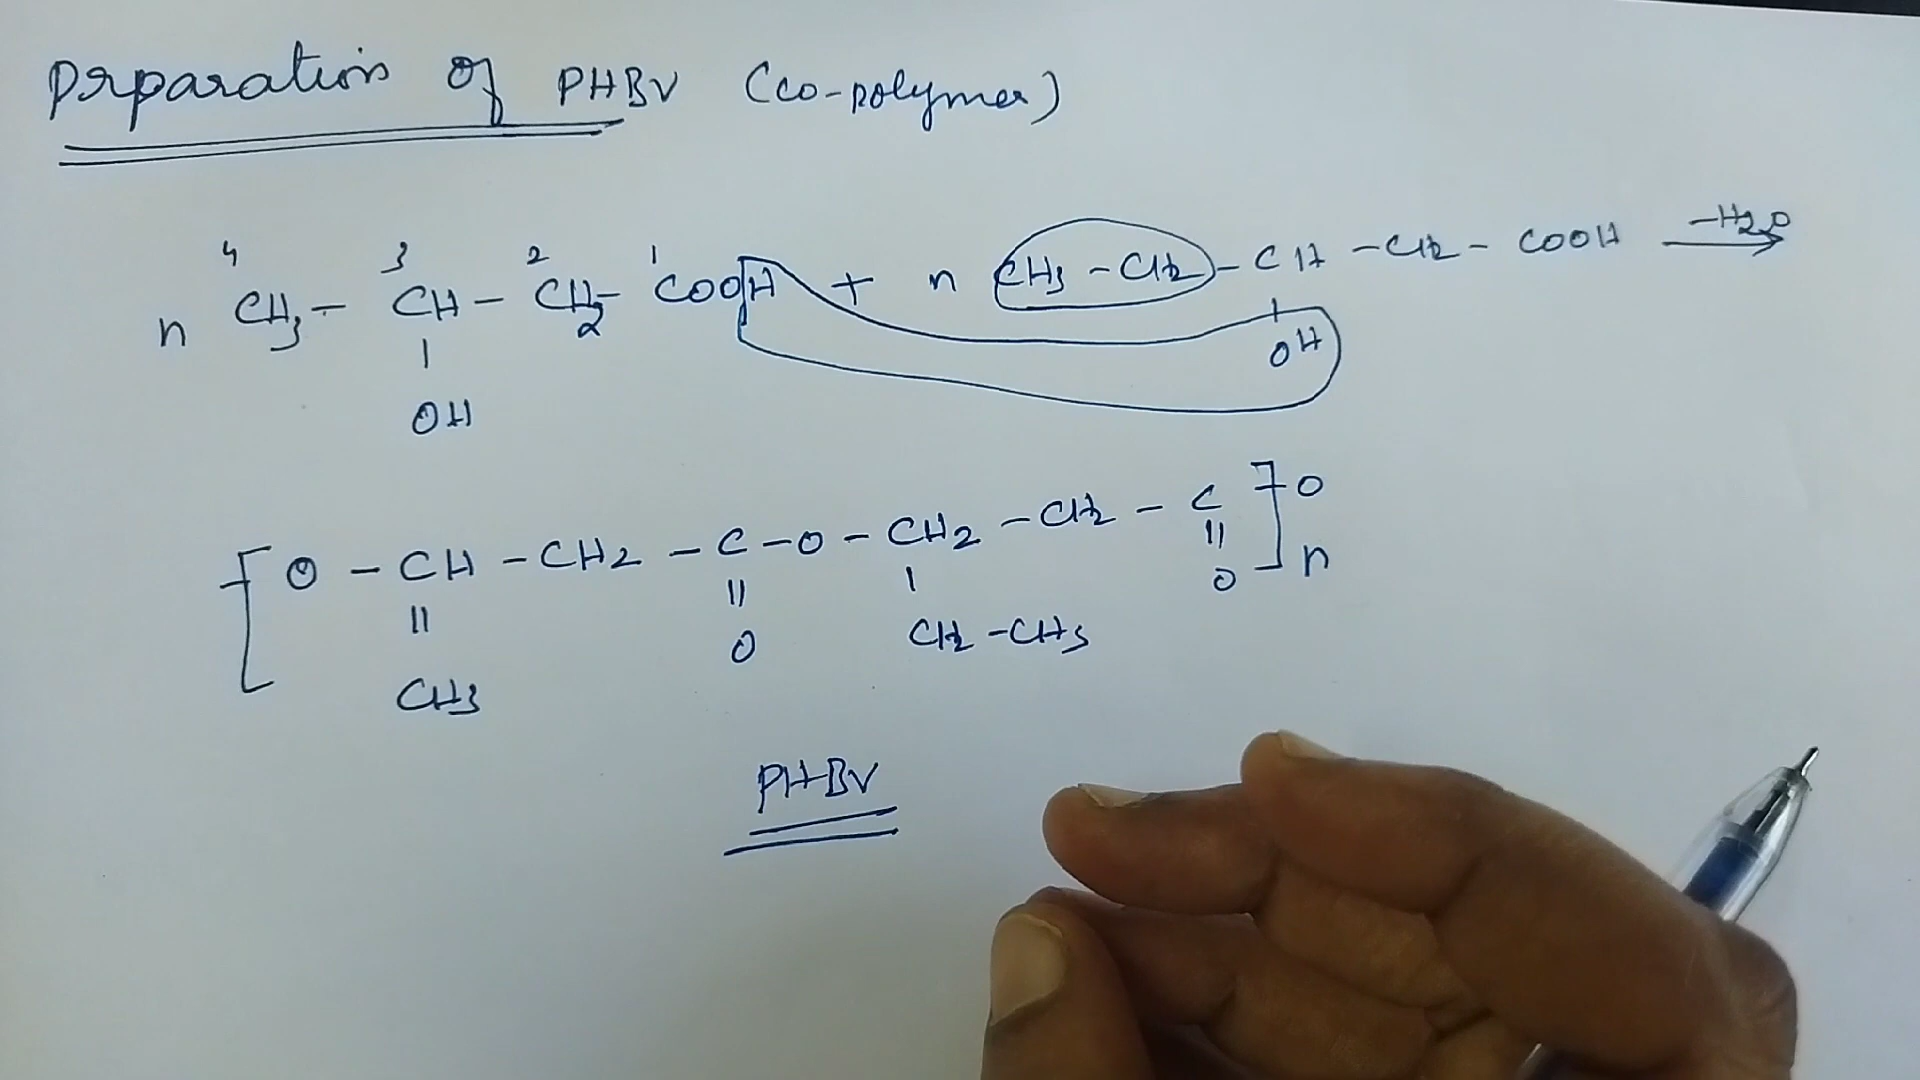 Prparation of PHBV (co-polymer)
4 3 2 1
n CH3 - CH - CH2 - COOH + n CH3 - CH2 - CH - CH2 - COOH -H2O
| |
OH OH
[ O - CH - CH2 - C - O - CH2 - CH2 - C ] O n
|| || | ||
CH3 O CH2 - CH3 O
PHBV